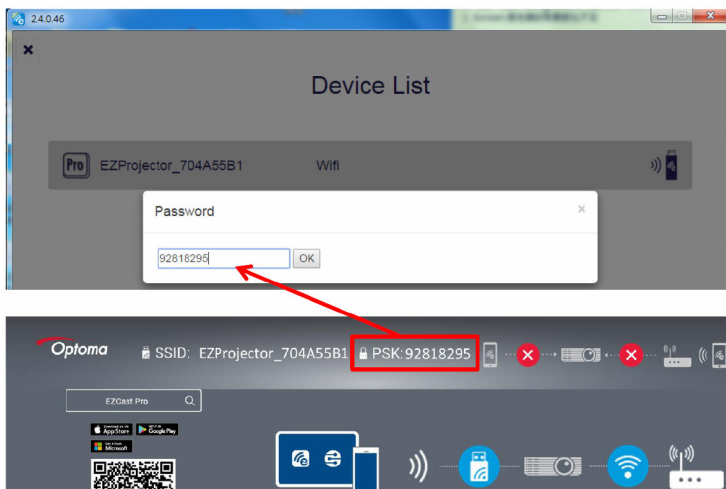 2.4.0.46
Device List
Pro EZProjector_704A55B1 Wifi
Password
92818295 OK
Optoma SSID: EZProjector_704A55B1 PSK: 92818295
EZCast Pro
App Store Google Play
Microsoft